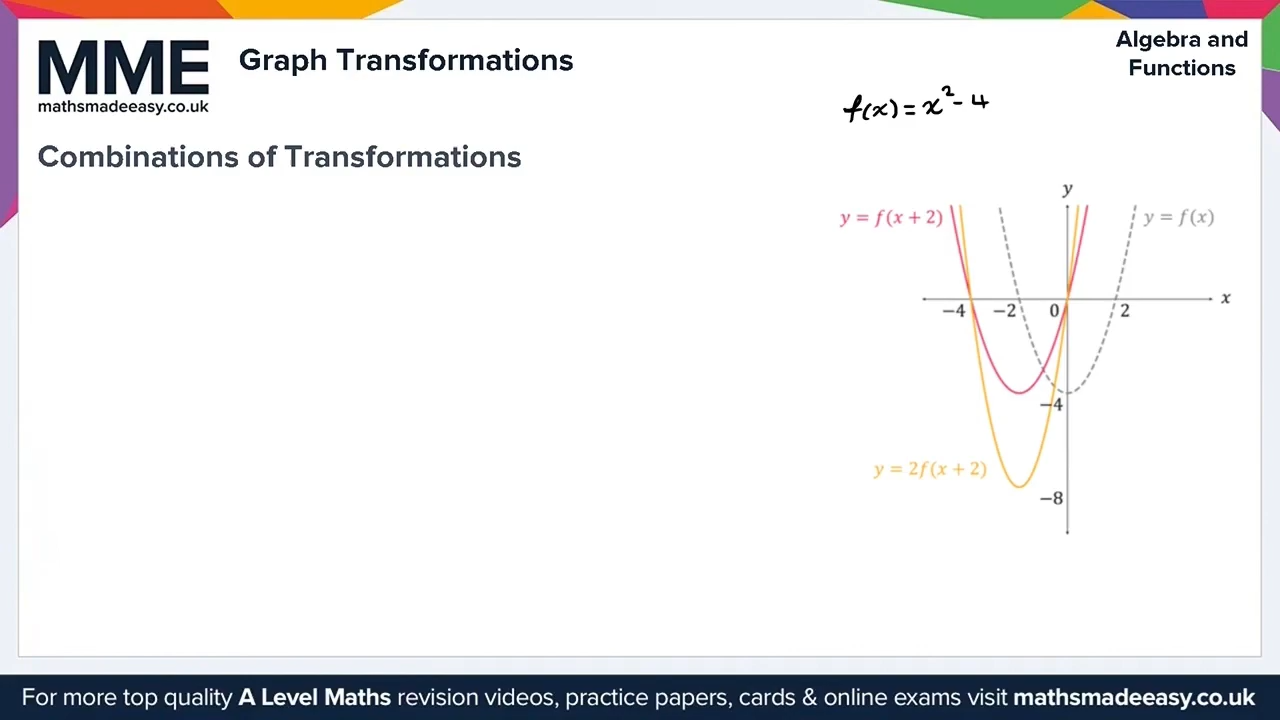 MME
mathsmadeeasy.co.uk
Graph Transformations
Algebra and
Functions
f(x) = x² - 4
Combinations of Transformations
y
y = f(x + 2)
y = f(x)
x
−4
−2
0
2
−4
y = 2f(x + 2)
−8
For more top quality A Level Maths revision videos, practice papers, cards & online exams visit mathsmadeeasy.co.uk